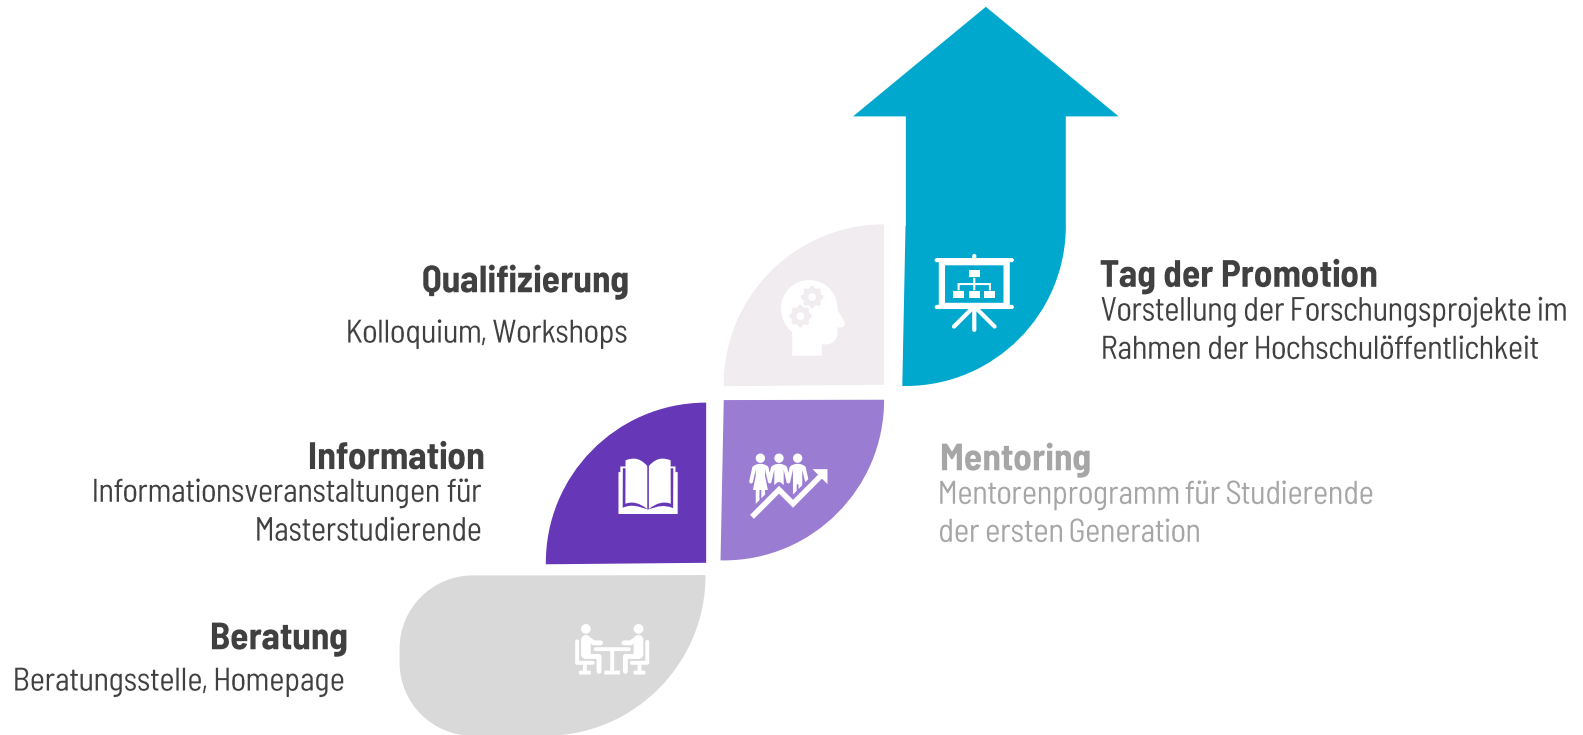 Qualifizierung
Kolloquium, Workshops
Tag der Promotion
Vorstellung der Forschungsprojekte im
Rahmen der Hochschulöffentlichkeit
Information
Informationsveranstaltungen für
Masterstudierende
Mentoring
Mentorenprogramm für Studierende
der ersten Generation
Beratung
Beratungsstelle, Homepage